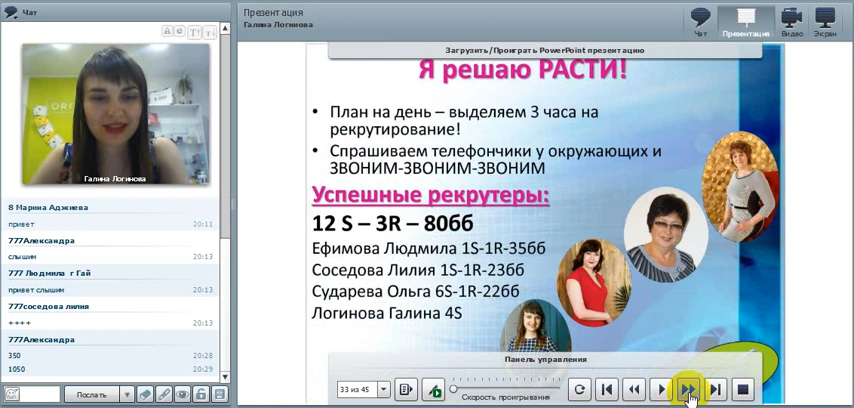 Чат
Галина Логинова
8 Марина Аджиева
привет 20:11
777Александра
слышим 20:13
777 Людмила г Гай
привет слышим 20:13
777соседова лилия
++++ 20:13
777Александра
350 20:28
1050 20:29
Послать
Презентация
Галина Логинова
Чат
Презентация
Видео
Экран
Загрузить/Проиграть PowerPoint презентацию
Я решаю РАСТИ!
• План на день – выделяем 3 часа на
рекрутирование!
• Спрашиваем телефончики у окружающих и
ЗВОНИМ-ЗВОНИМ-ЗВОНИМ
Успешные рекрутеры:
12 S – 3R – 80бб
Ефимова Людмила 1S-1R-35бб
Соседова Лилия 1S-1R-23бб
Сударева Ольга 6S-1R-22бб
Логинова Галина 4S
Панель управления
33 из 45
Скорость проигрывания